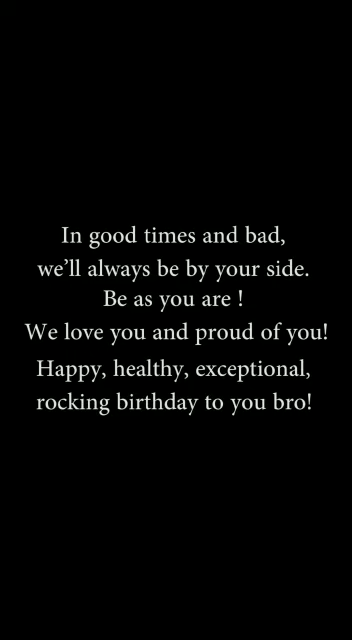 In good times and bad,
we'll always be by your side.
Be as you are !
We love you and proud of you!
Happy, healthy, exceptional,
rocking birthday to you bro!